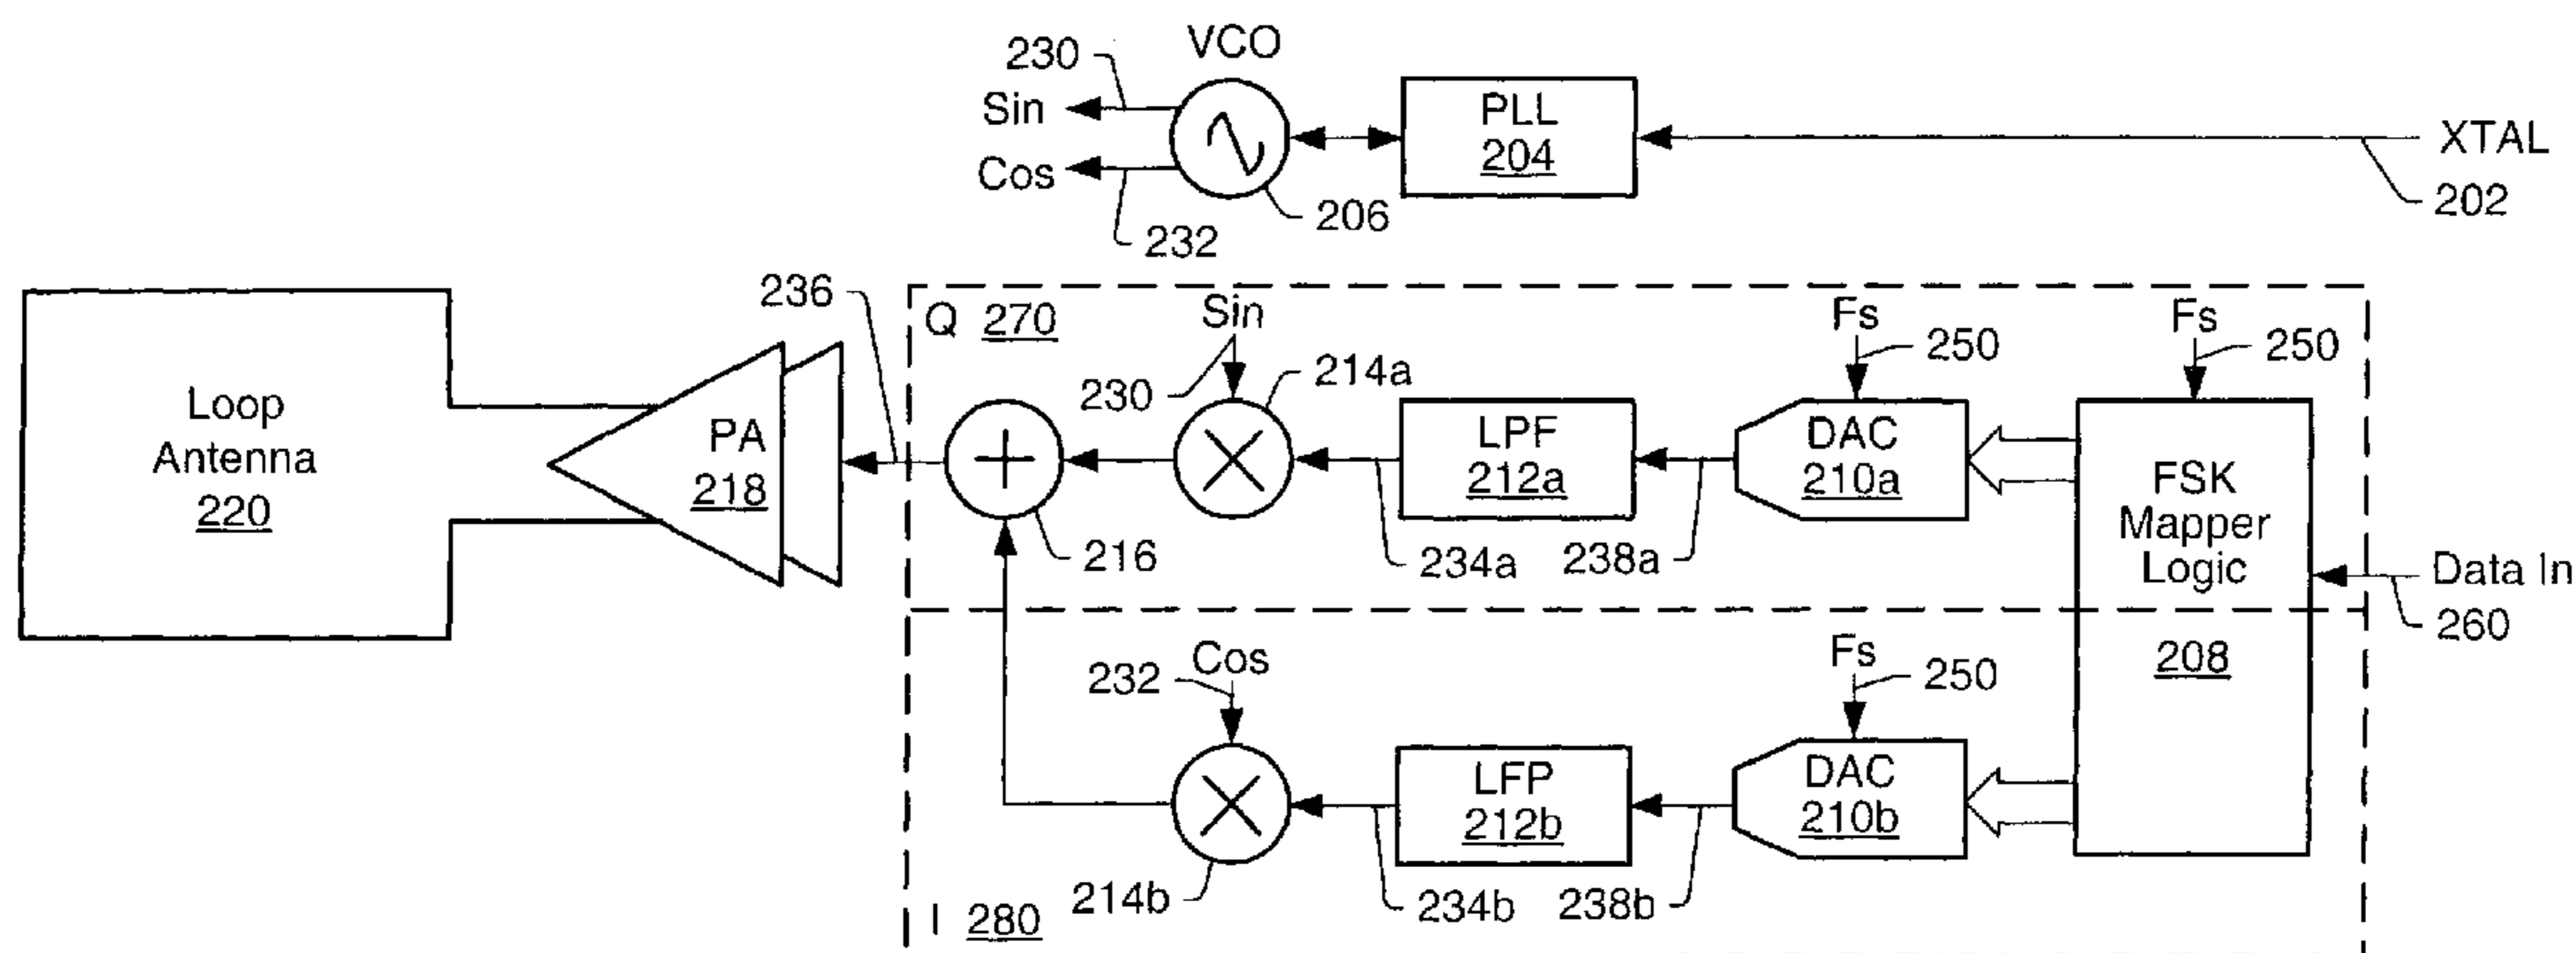 VCO
230
Sin
PLL
204
XTAL
Cos
202
206
232
236
Q 270
Sin
Fs
250
Fs
250
230
214a
Loop
Antenna
220
PA
218
LPF
212a
DAC
210a
FSK
Mapper
Logic
216
234a
238a
Data In
260
232
Cos
Fs
250
208
LFP
212b
DAC
210b
214b
234b
238b
I 280